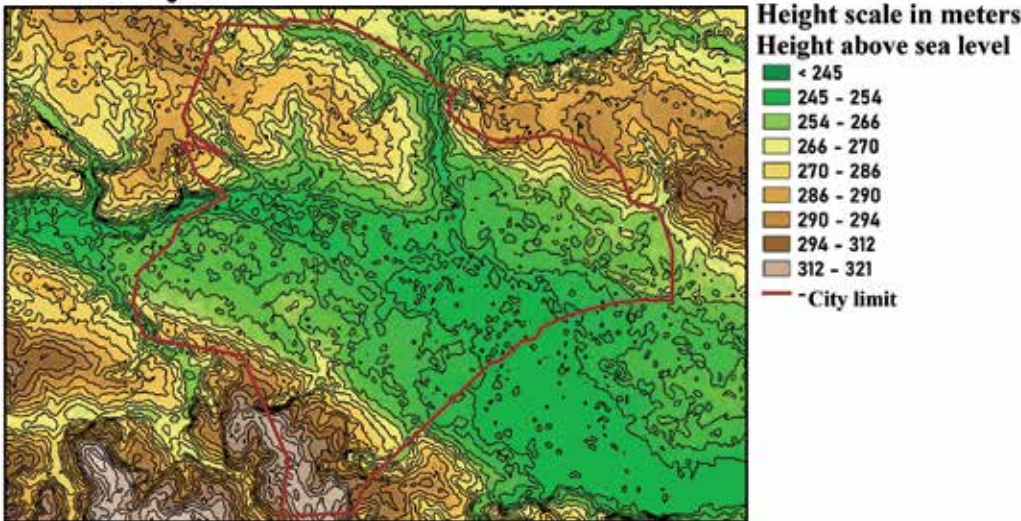 Height scale in meters
Height above sea level
< 245
245 - 254
254 - 266
266 - 270
270 - 286
286 - 290
290 - 294
294 - 312
312 - 321
-City limit